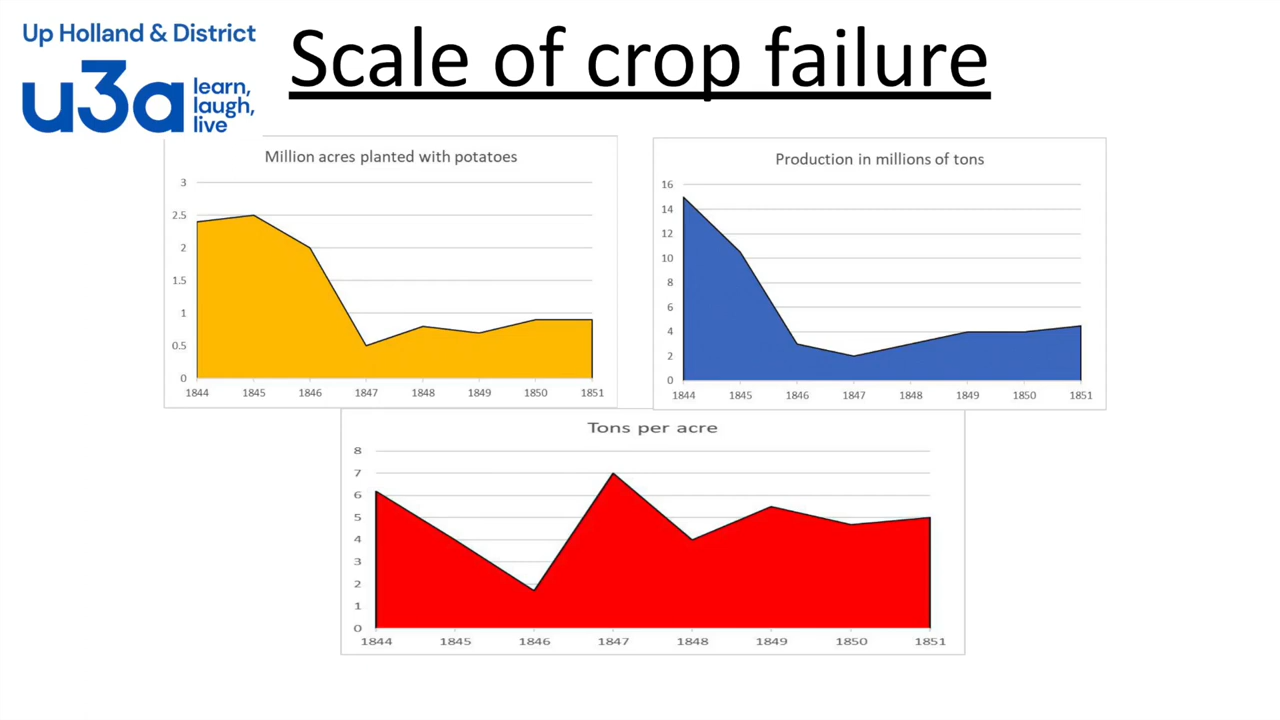 Up Holland & District
u3a
learn,
laugh,
live
Scale of crop failure
Million acres planted with potatoes
3
2.5
2
1.5
1
0.5
0
1844 1845 1846 1847 1848 1849 1850 1851
Production in millions of tons
16
14
12
10
8
6
4
2
0
1844 1845 1846 1847 1848 1849 1850 1851
Tons per acre
8
7
6
5
4
3
2
1
0
1844 1845 1846 1847 1848 1849 1850 1851